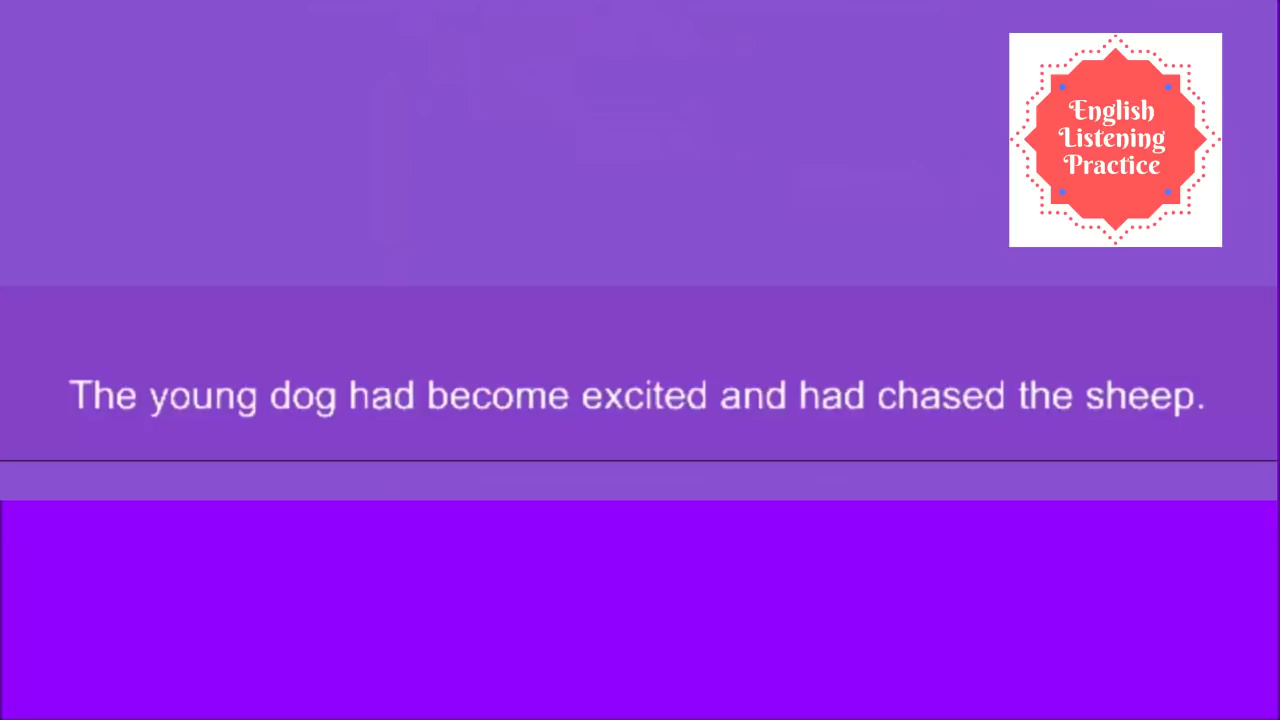 English
Listening
Practice
The young dog had become excited and had chased the sheep.